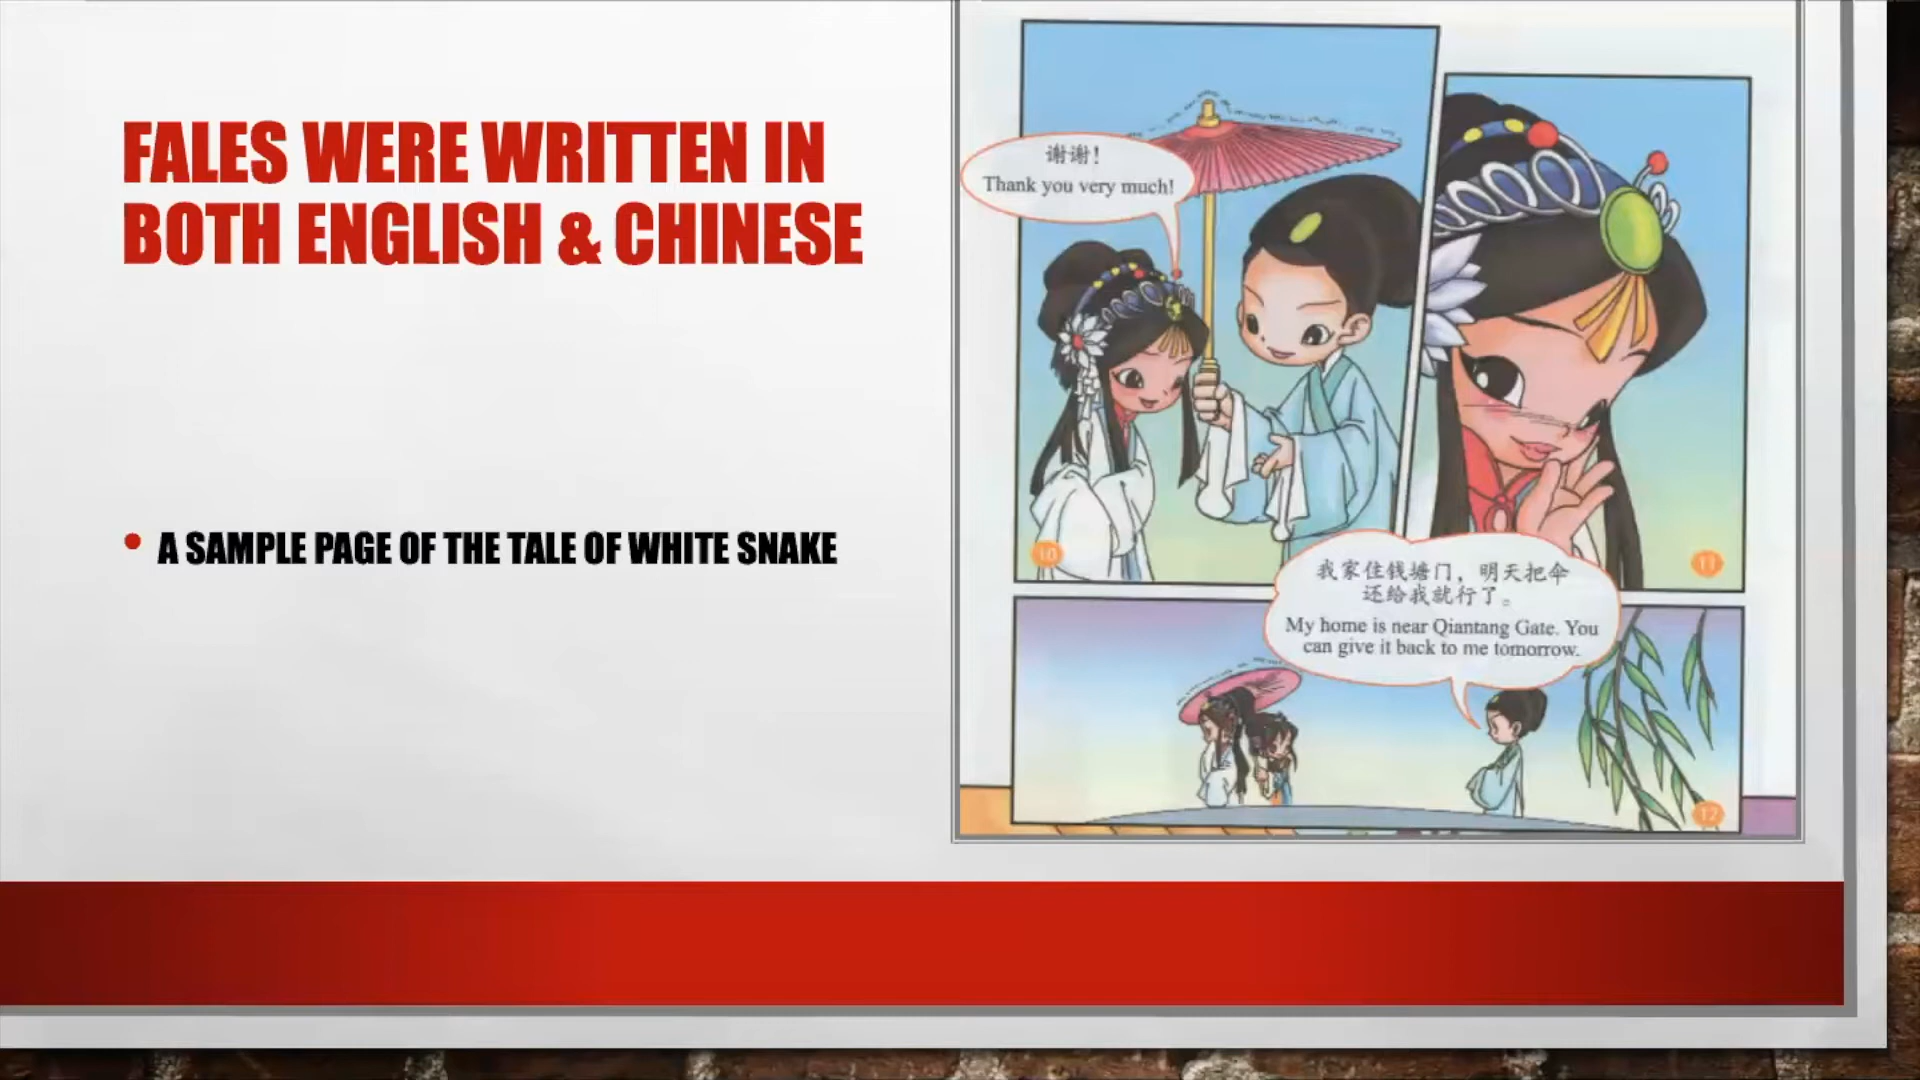 FALES WERE WRITTEN IN
BOTH ENGLISH & CHINESE
• A SAMPLE PAGE OF THE TALE OF WHITE SNAKE
谢谢！
Thank you very much!
10
11
我家住钱塘门，明天把伞
还给我就行了。
My home is near Qiantang Gate. You
can give it back to me tomorrow.
12